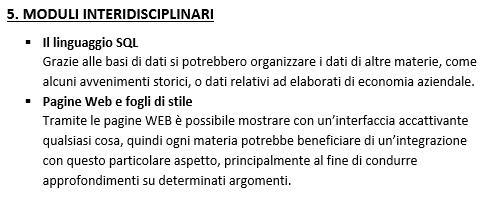 5. MODULI INTERIDISCIPLINARI
▪ Il linguaggio SQL
Grazie alle basi di dati si potrebbero organizzare i dati di altre materie, come
alcuni avvenimenti storici, o dati relativi ad elaborati di economia aziendale.
▪ Pagine Web e fogli di stile
Tramite le pagine WEB è possibile mostrare con un'interfaccia accattivante
qualsiasi cosa, quindi ogni materia potrebbe beneficiare di un'integrazione
con questo particolare aspetto, principalmente al fine di condurre
approfondimenti su determinati argomenti.